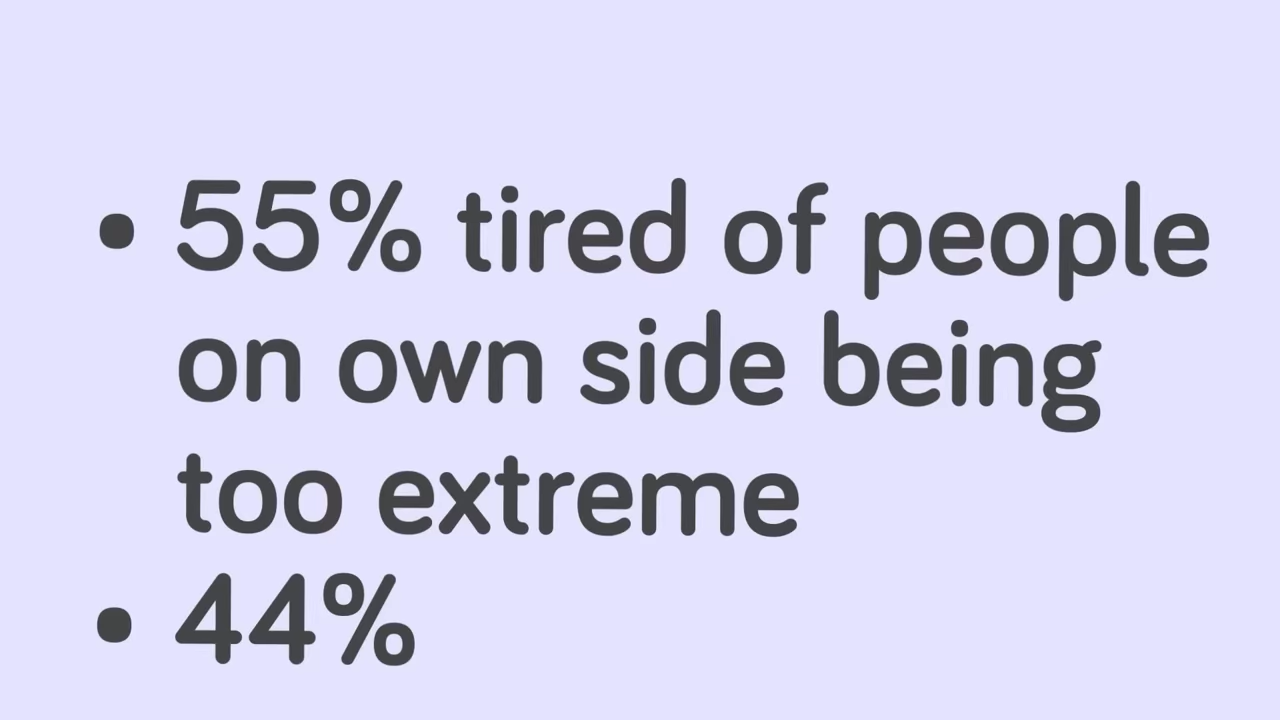 • 55% tired of people
on own side being
too extreme
• 44%